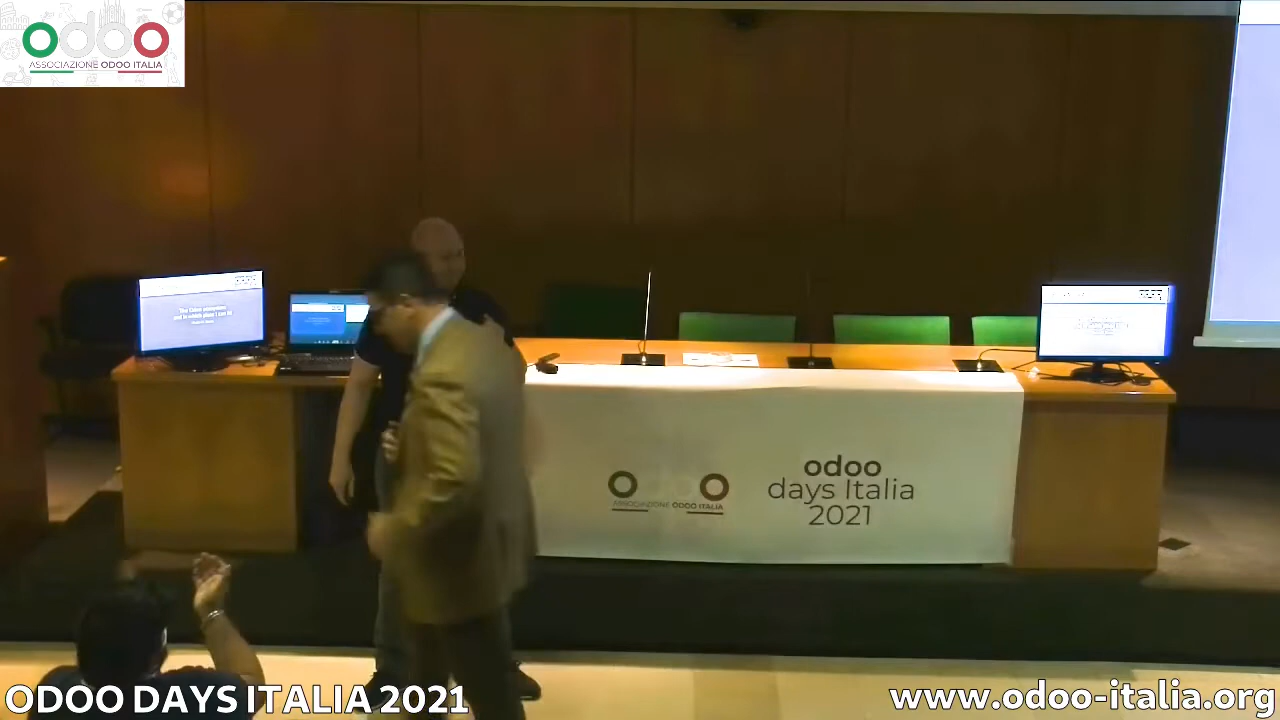 odoo
ASSOCIAZIONE ODOO ITALIA
ASSOCIAZIONE ODOO ITALIA
odoo
days Italia
2021
ODOO DAYS ITALIA 2021
www.odoo-italia.org